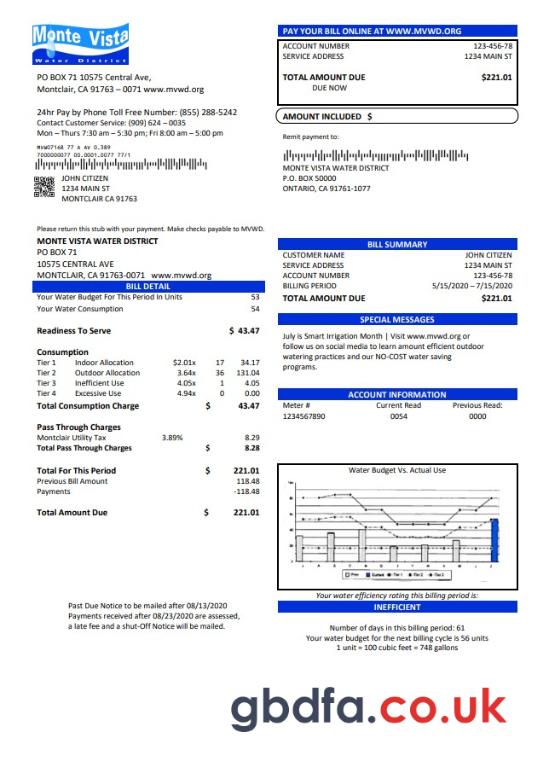 Monte Vista
Water District
PO BOX 71 10575 Central Ave,
Montclair, CA 91763 – 0071 www.mvwd.org
24hr Pay by Phone Toll Free Number: (855) 288-5242
Contact Customer Service: (909) 624 – 0035
Mon – Thurs 7:30 am – 5:30 pm; Fri 8:00 am – 5:00 pm
MVW0716B 77 A AV 0.389
7000000077 00.0001.0077 77/1
JOHN CITIZEN
1234 MAIN ST
MONTCLAIR CA 91763
PAY YOUR BILL ONLINE AT WWW.MVWD.ORG
ACCOUNT NUMBER 123-456-78
SERVICE ADDRESS 1234 MAIN ST
TOTAL AMOUNT DUE $221.01
DUE NOW
AMOUNT INCLUDED $
Remit payment to:
MONTE VISTA WATER DISTRICT
P.O. BOX 50000
ONTARIO, CA 91761-1077
Please return this stub with your payment. Make checks payable to MVWD.
MONTE VISTA WATER DISTRICT
PO BOX 71
10575 CENTRAL AVE
MONTCLAIR, CA 91763-0071 www.mvwd.org
BILL DETAIL
Your Water Budget For This Period In Units 53
Your Water Consumption 54
Readiness To Serve $ 43.47
Consumption
Tier 1 Indoor Allocation $2.01x 17 34.17
Tier 2 Outdoor Allocation 3.64x 36 131.04
Tier 3 Inefficient Use 4.05x 1 4.05
Tier 4 Excessive Use 4.94x 0 0.00
Total Consumption Charge $ 43.47
Pass Through Charges
Montclair Utility Tax 3.89% 8.29
Total Pass Through Charges $ 8.28
Total For This Period $ 221.01
Previous Bill Amount 118.48
Payments -118.48
Total Amount Due $ 221.01
Past Due Notice to be mailed after 08/13/2020
Payments received after 08/23/2020 are assessed,
a late fee and a shut-Off Notice will be mailed.
BILL SUMMARY
CUSTOMER NAME JOHN CITIZEN
SERVICE ADDRESS 1234 MAIN ST
ACCOUNT NUMBER 123-456-78
BILLING PERIOD 5/15/2020 – 7/15/2020
TOTAL AMOUNT DUE $221.01
SPECIAL MESSAGES
July is Smart Irrigation Month | Visit www.mvwd.org or
follow us on social media to learn amount efficient outdoor
watering practices and our NO-COST water saving
programs.
ACCOUNT INFORMATION
Meter # Current Read Previous Read:
1234567890 0054 0000
Water Budget Vs. Actual Use
Your water efficiency rating this billing period is:
INEFFICIENT
Number of days in this billing period: 61
Your water budget for the next billing cycle is 56 units
1 unit = 100 cubic feet = 748 gallons
gbdfa.co.uk